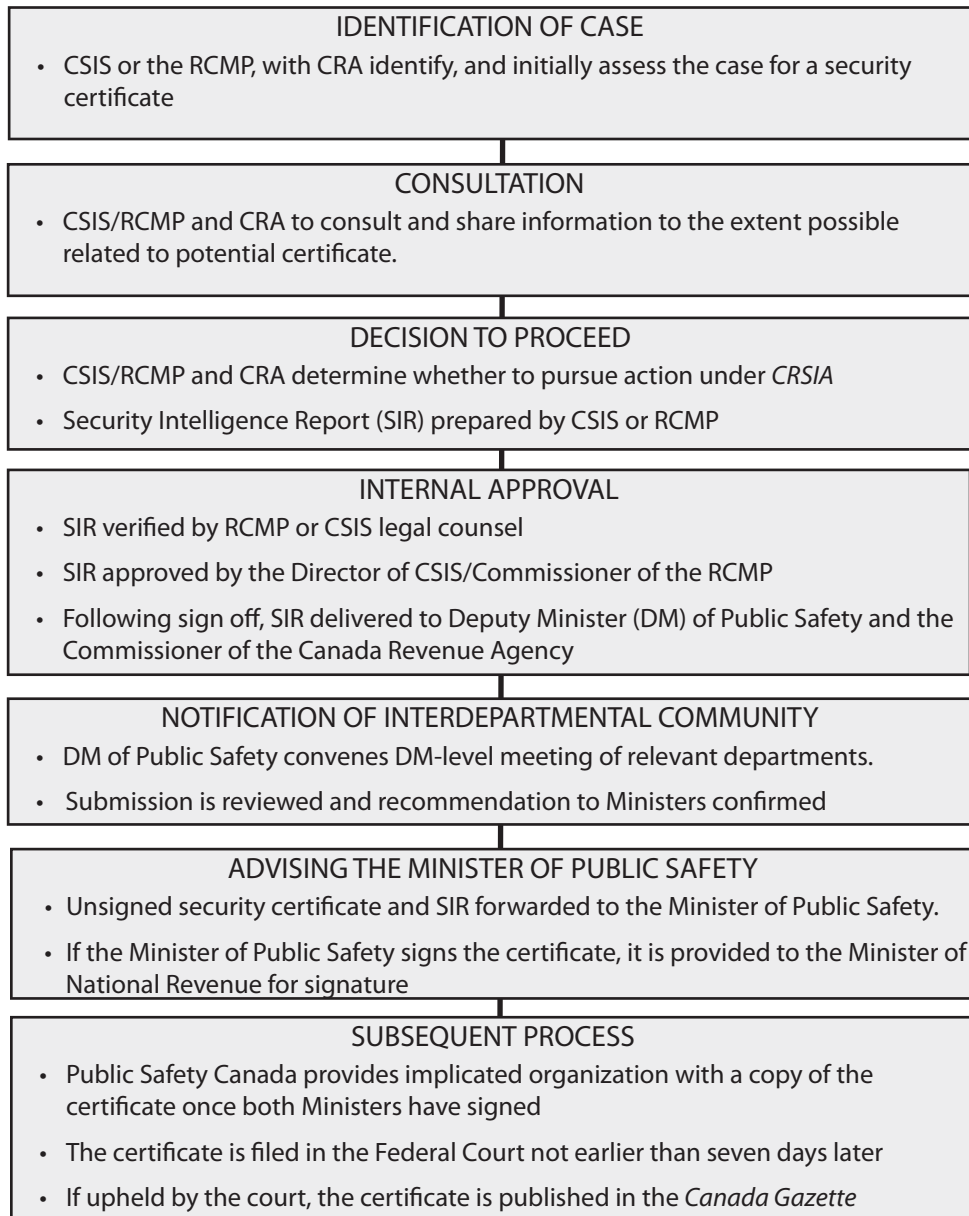 IDENTIFICATION OF CASE
• CSIS or the RCMP, with CRA identify, and initially assess the case for a security
certificate
CONSULTATION
• CSIS/RCMP and CRA to consult and share information to the extent possible
related to potential certificate.
DECISION TO PROCEED
• CSIS/RCMP and CRA determine whether to pursue action under CRSIA
• Security Intelligence Report (SIR) prepared by CSIS or RCMP
INTERNAL APPROVAL
• SIR verified by RCMP or CSIS legal counsel
• SIR approved by the Director of CSIS/Commissioner of the RCMP
• Following sign off, SIR delivered to Deputy Minister (DM) of Public Safety and the
Commissioner of the Canada Revenue Agency
NOTIFICATION OF INTERDEPARTMENTAL COMMUNITY
• DM of Public Safety convenes DM-level meeting of relevant departments.
• Submission is reviewed and recommendation to Ministers confirmed
ADVISING THE MINISTER OF PUBLIC SAFETY
• Unsigned security certificate and SIR forwarded to the Minister of Public Safety.
• If the Minister of Public Safety signs the certificate, it is provided to the Minister of
National Revenue for signature
SUBSEQUENT PROCESS
• Public Safety Canada provides implicated organization with a copy of the
certificate once both Ministers have signed
• The certificate is filed in the Federal Court not earlier than seven days later
• If upheld by the court, the certificate is published in the Canada Gazette